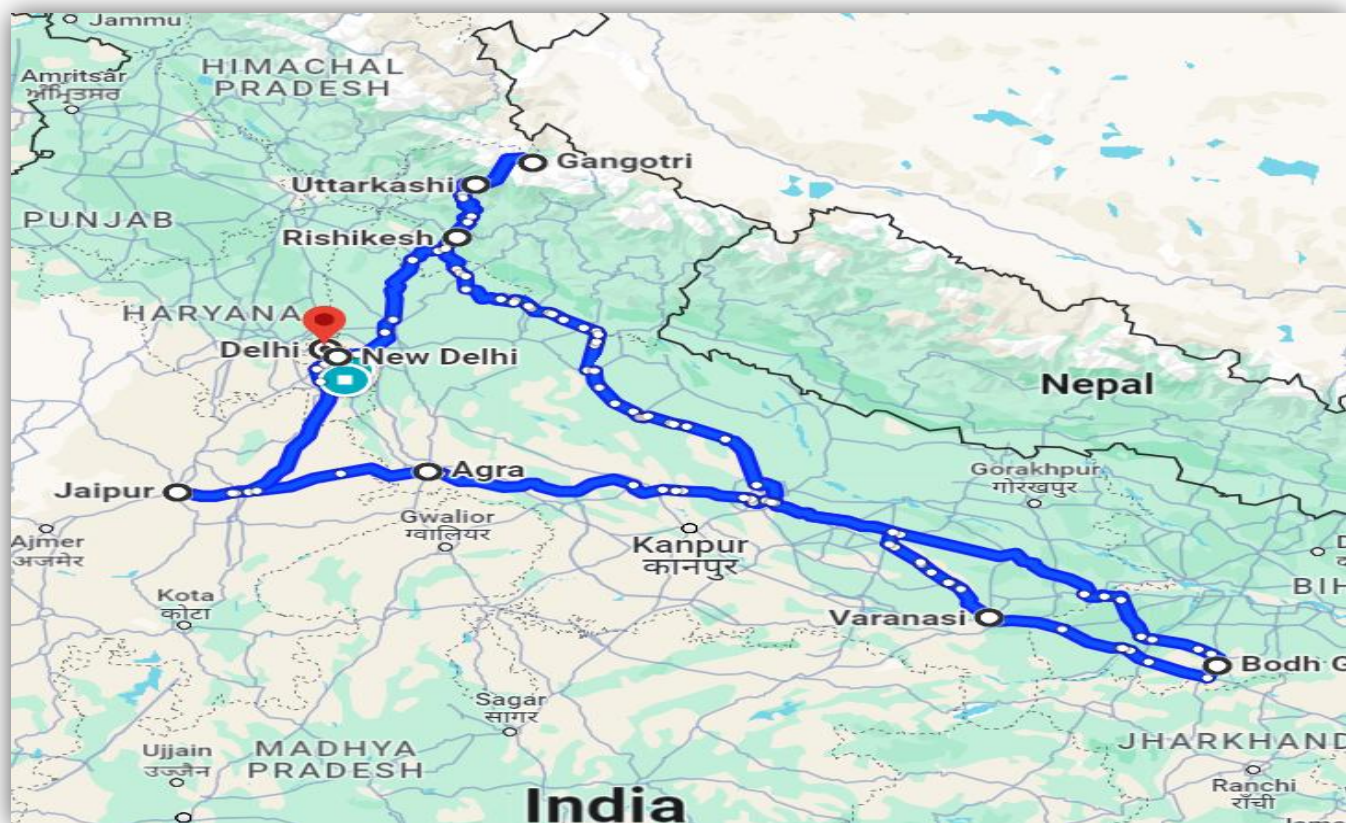 Jammu
Amritsar
ਅੰਮ੍ਰਿਤਸਰ
HIMACHAL
PRADESH
Gangotri
Uttarkashi
PUNJAB
Rishikesh
HARYANA
Delhi
New Delhi
Nepal
Agra
Jaipur
Gorakhpur
गोरखपुर
Gwalior
ग्वालियर
Ajmer
अजमेर
Kanpur
कानपुर
Kota
कोटा
BIH
Varanasi
Bodh G
Sagar
सागर
Ujjain
उज्जैन
MADHYA
PRADESH
JHARKHAND
Ranchi
राँची
India